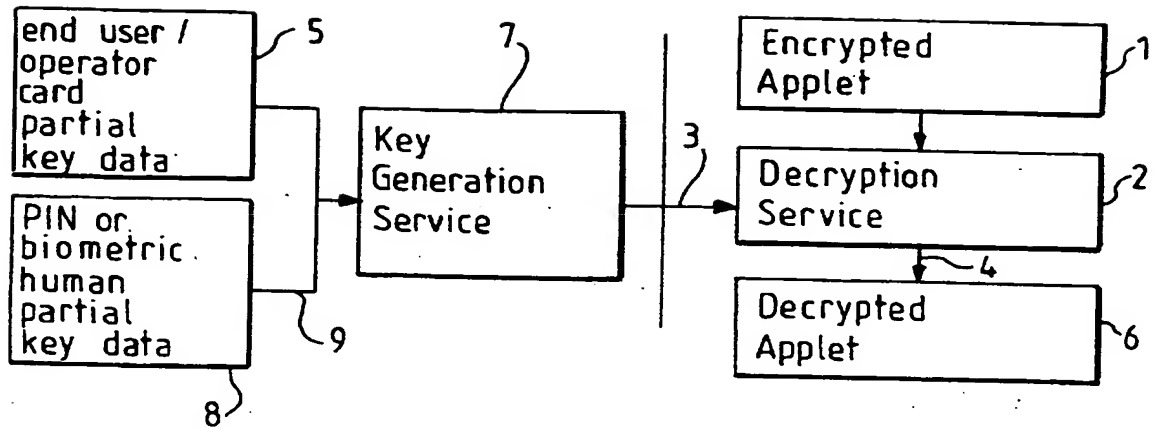 end user /
operator
card
partial
key data
5
PIN or
biometric
human
partial
key data
8
9
7
Key
Generation
Service
3
Encrypted
Applet
1
Decryption
Service
2
4
Decrypted
Applet
6